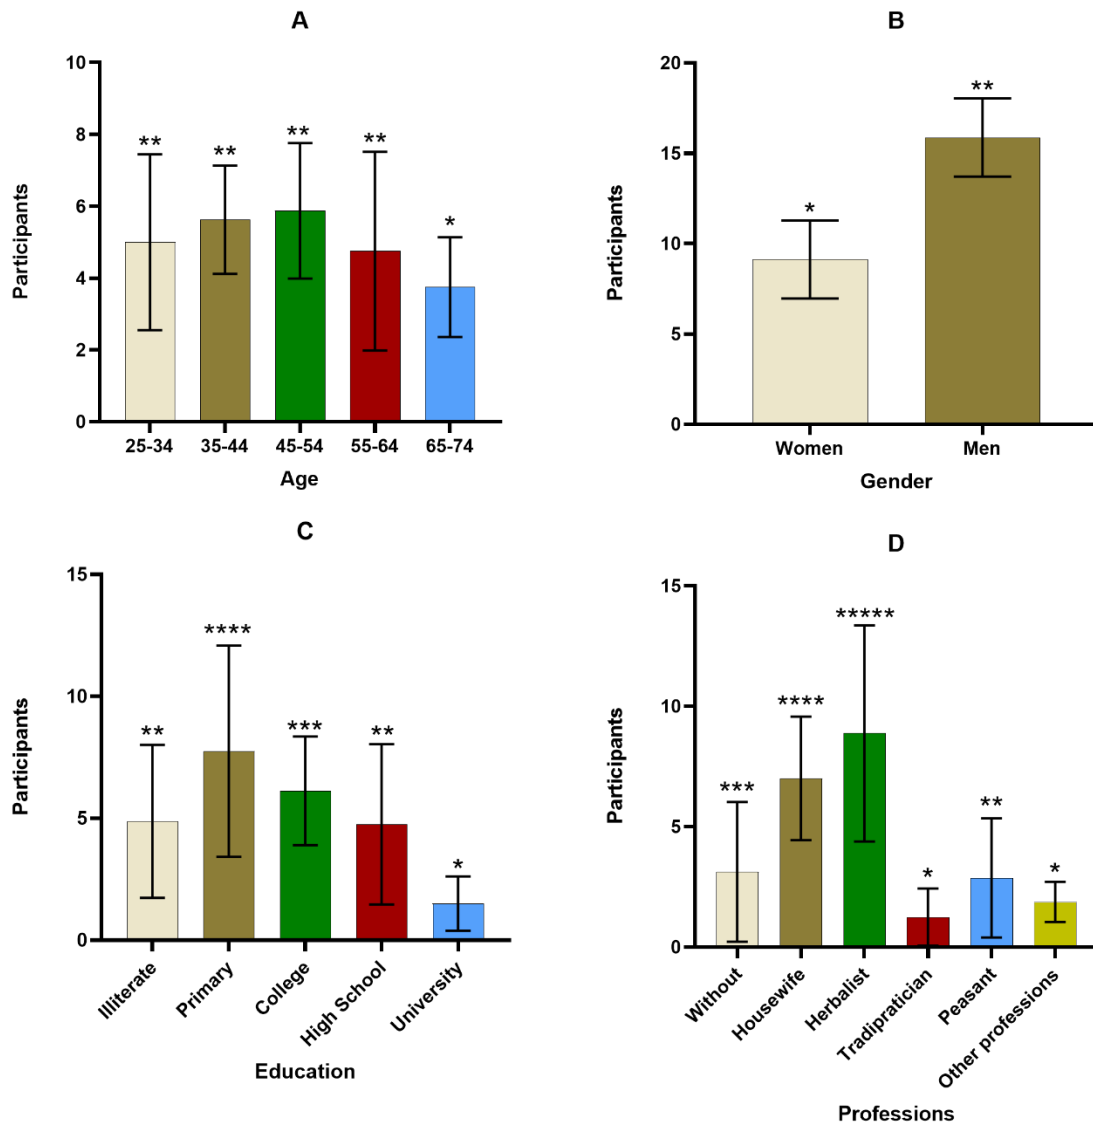 A
Participants
10
8
6
4
2
0
**
**
**
**
*
25-34 35-44 45-54 55-64 65-74
Age
B
Participants
20
15
10
5
0
*
**
Women Men
Gender
C
Participants
15
10
5
0
**
****
***
**
*
Illiterate
Primary
College
High School
University
Education
D
Participants
15
10
5
0
***
****
*****
*
**
*
Without
Housewife
Herbalist
Tradipratician
Peasant
Other professions
Professions